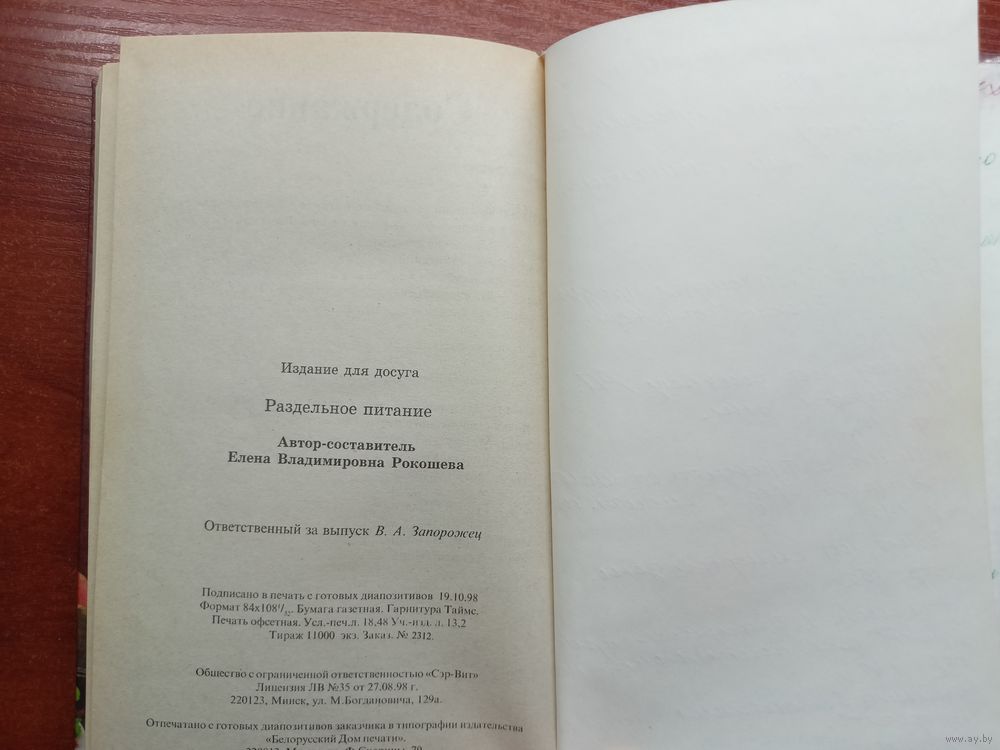 Издание для досуга
Раздельное питание
Автор-составитель
Елена Владимировна Рокошева
Ответственный за выпуск В. А. Запорожец
Подписано в печать с готовых диапозитивов 19.10.98
Формат 84x108 1/32. Бумага газетная. Гарнитура Таймс.
Печать офсетная. Усл.-печ.л. 18,48 Уч.-изд. л. 13,2
Тираж 11000 экз. Заказ. № 2312.
Общество с ограниченной ответственностью «Сэр-Вит»
Лицензия ЛВ №35 от 27.08.98 г.
220123, Минск, ул. М.Богдановича, 129а.
Отпечатано с готовых диапозитивов заказчика в типографии издательства
«Белорусский Дом печати».
www.ay.by